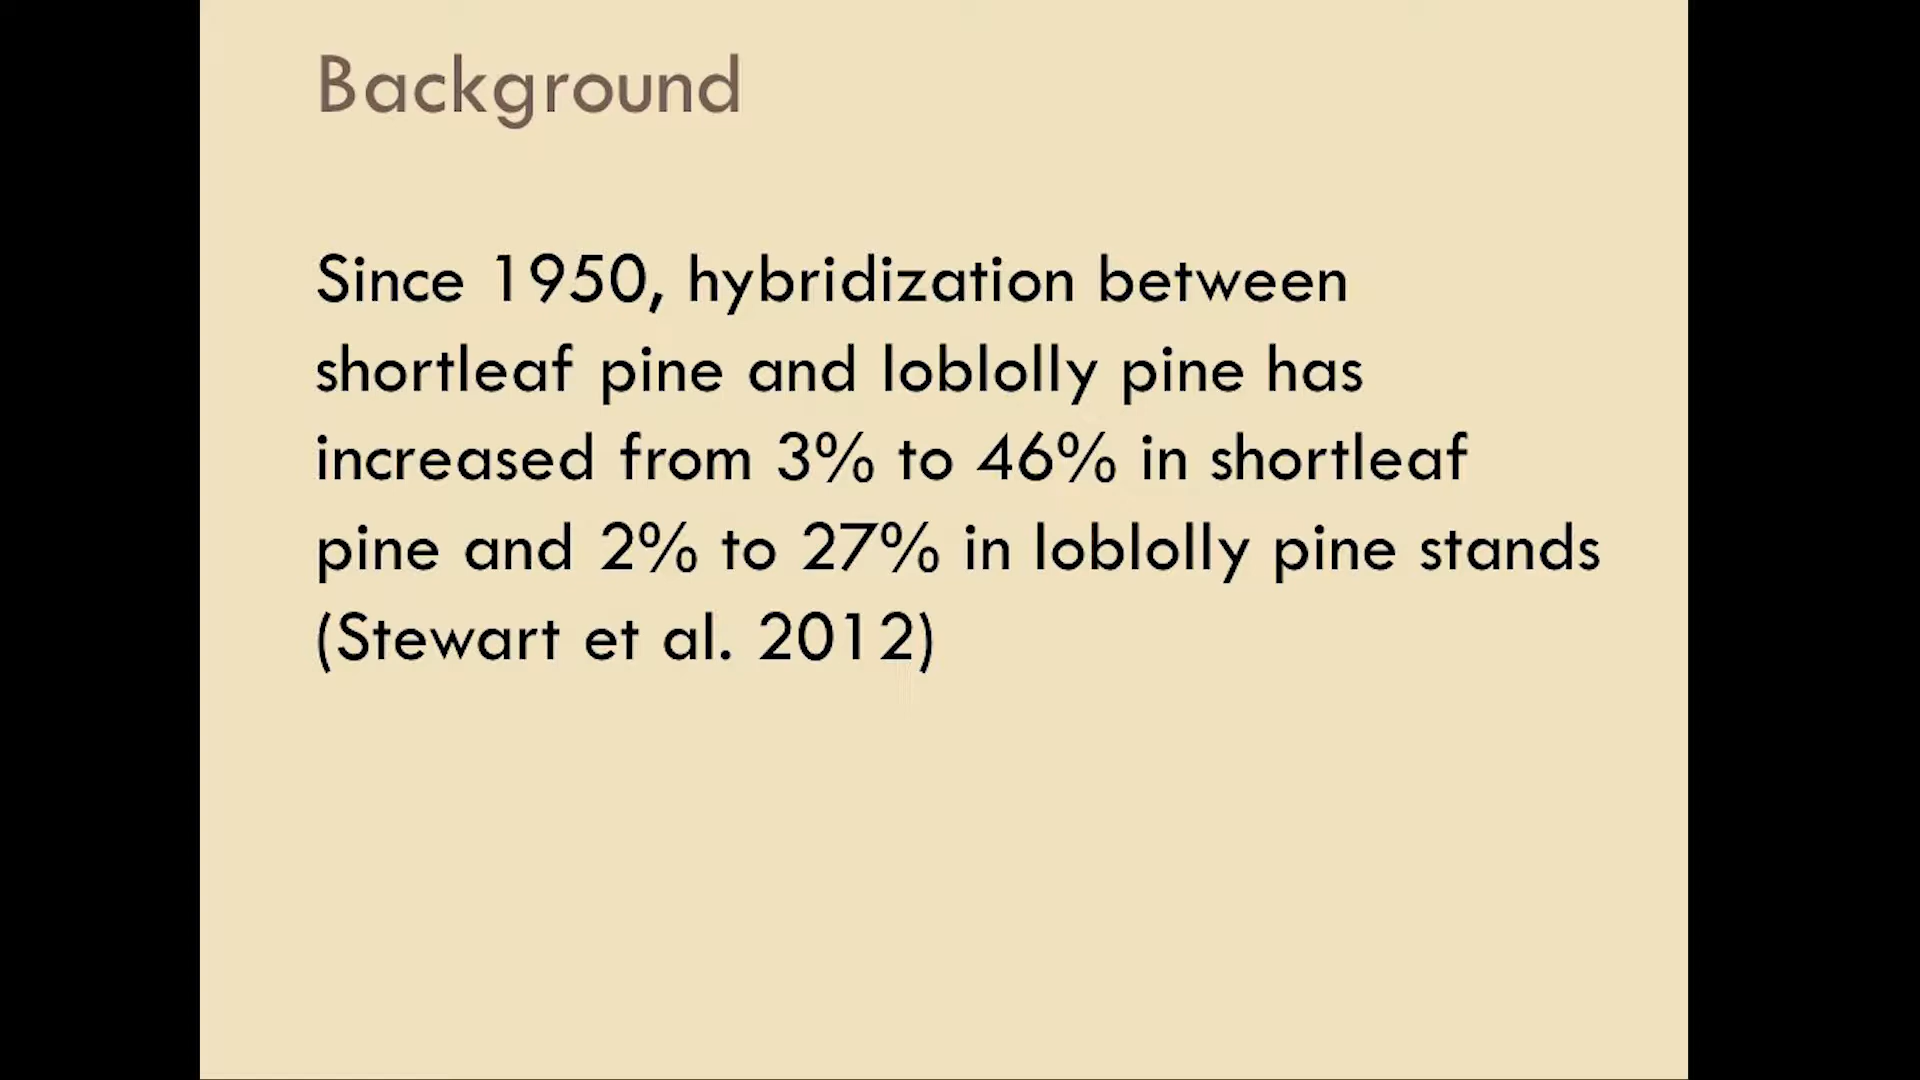 Background
Since 1950, hybridization between
shortleaf pine and loblolly pine has
increased from 3% to 46% in shortleaf
pine and 2% to 27% in loblolly pine stands
(Stewart et al. 2012)